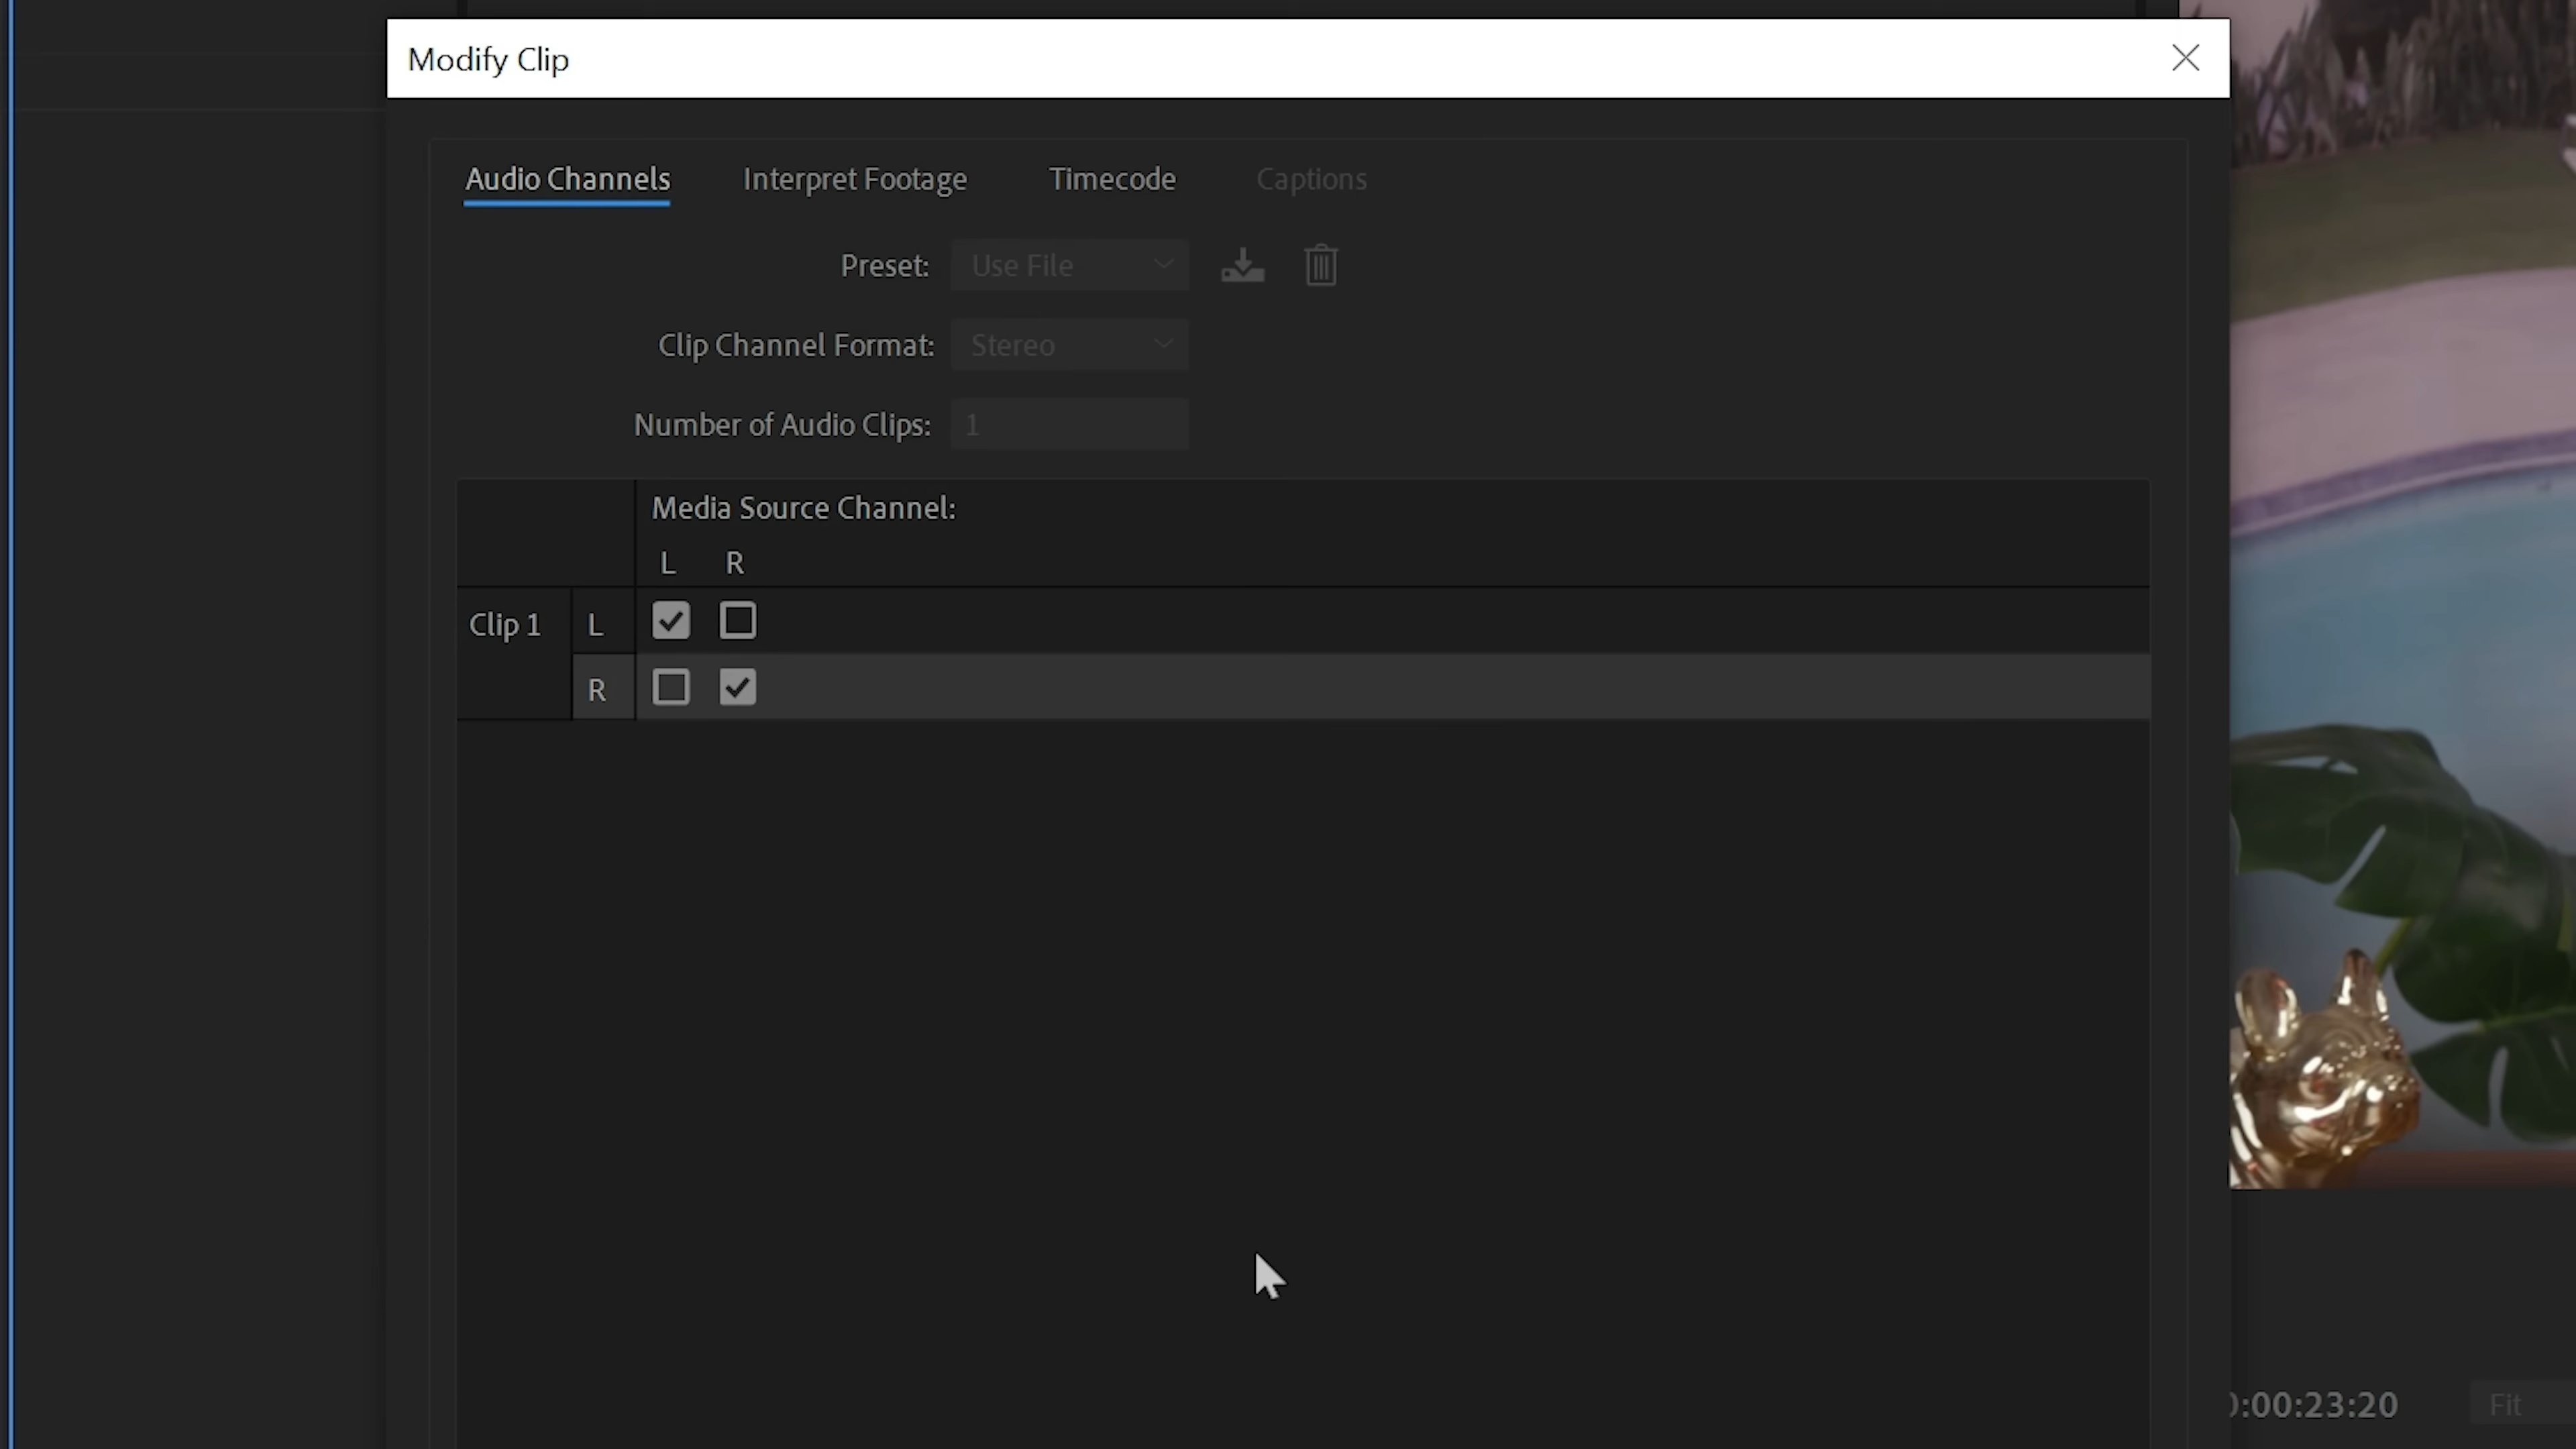 Modify Clip
Audio Channels Interpret Footage Timecode Captions
Preset: Use File
Clip Channel Format: Stereo
Number of Audio Clips: 1
Media Source Channel:
L R
Clip 1 L
R
0:00:23:20 Fit